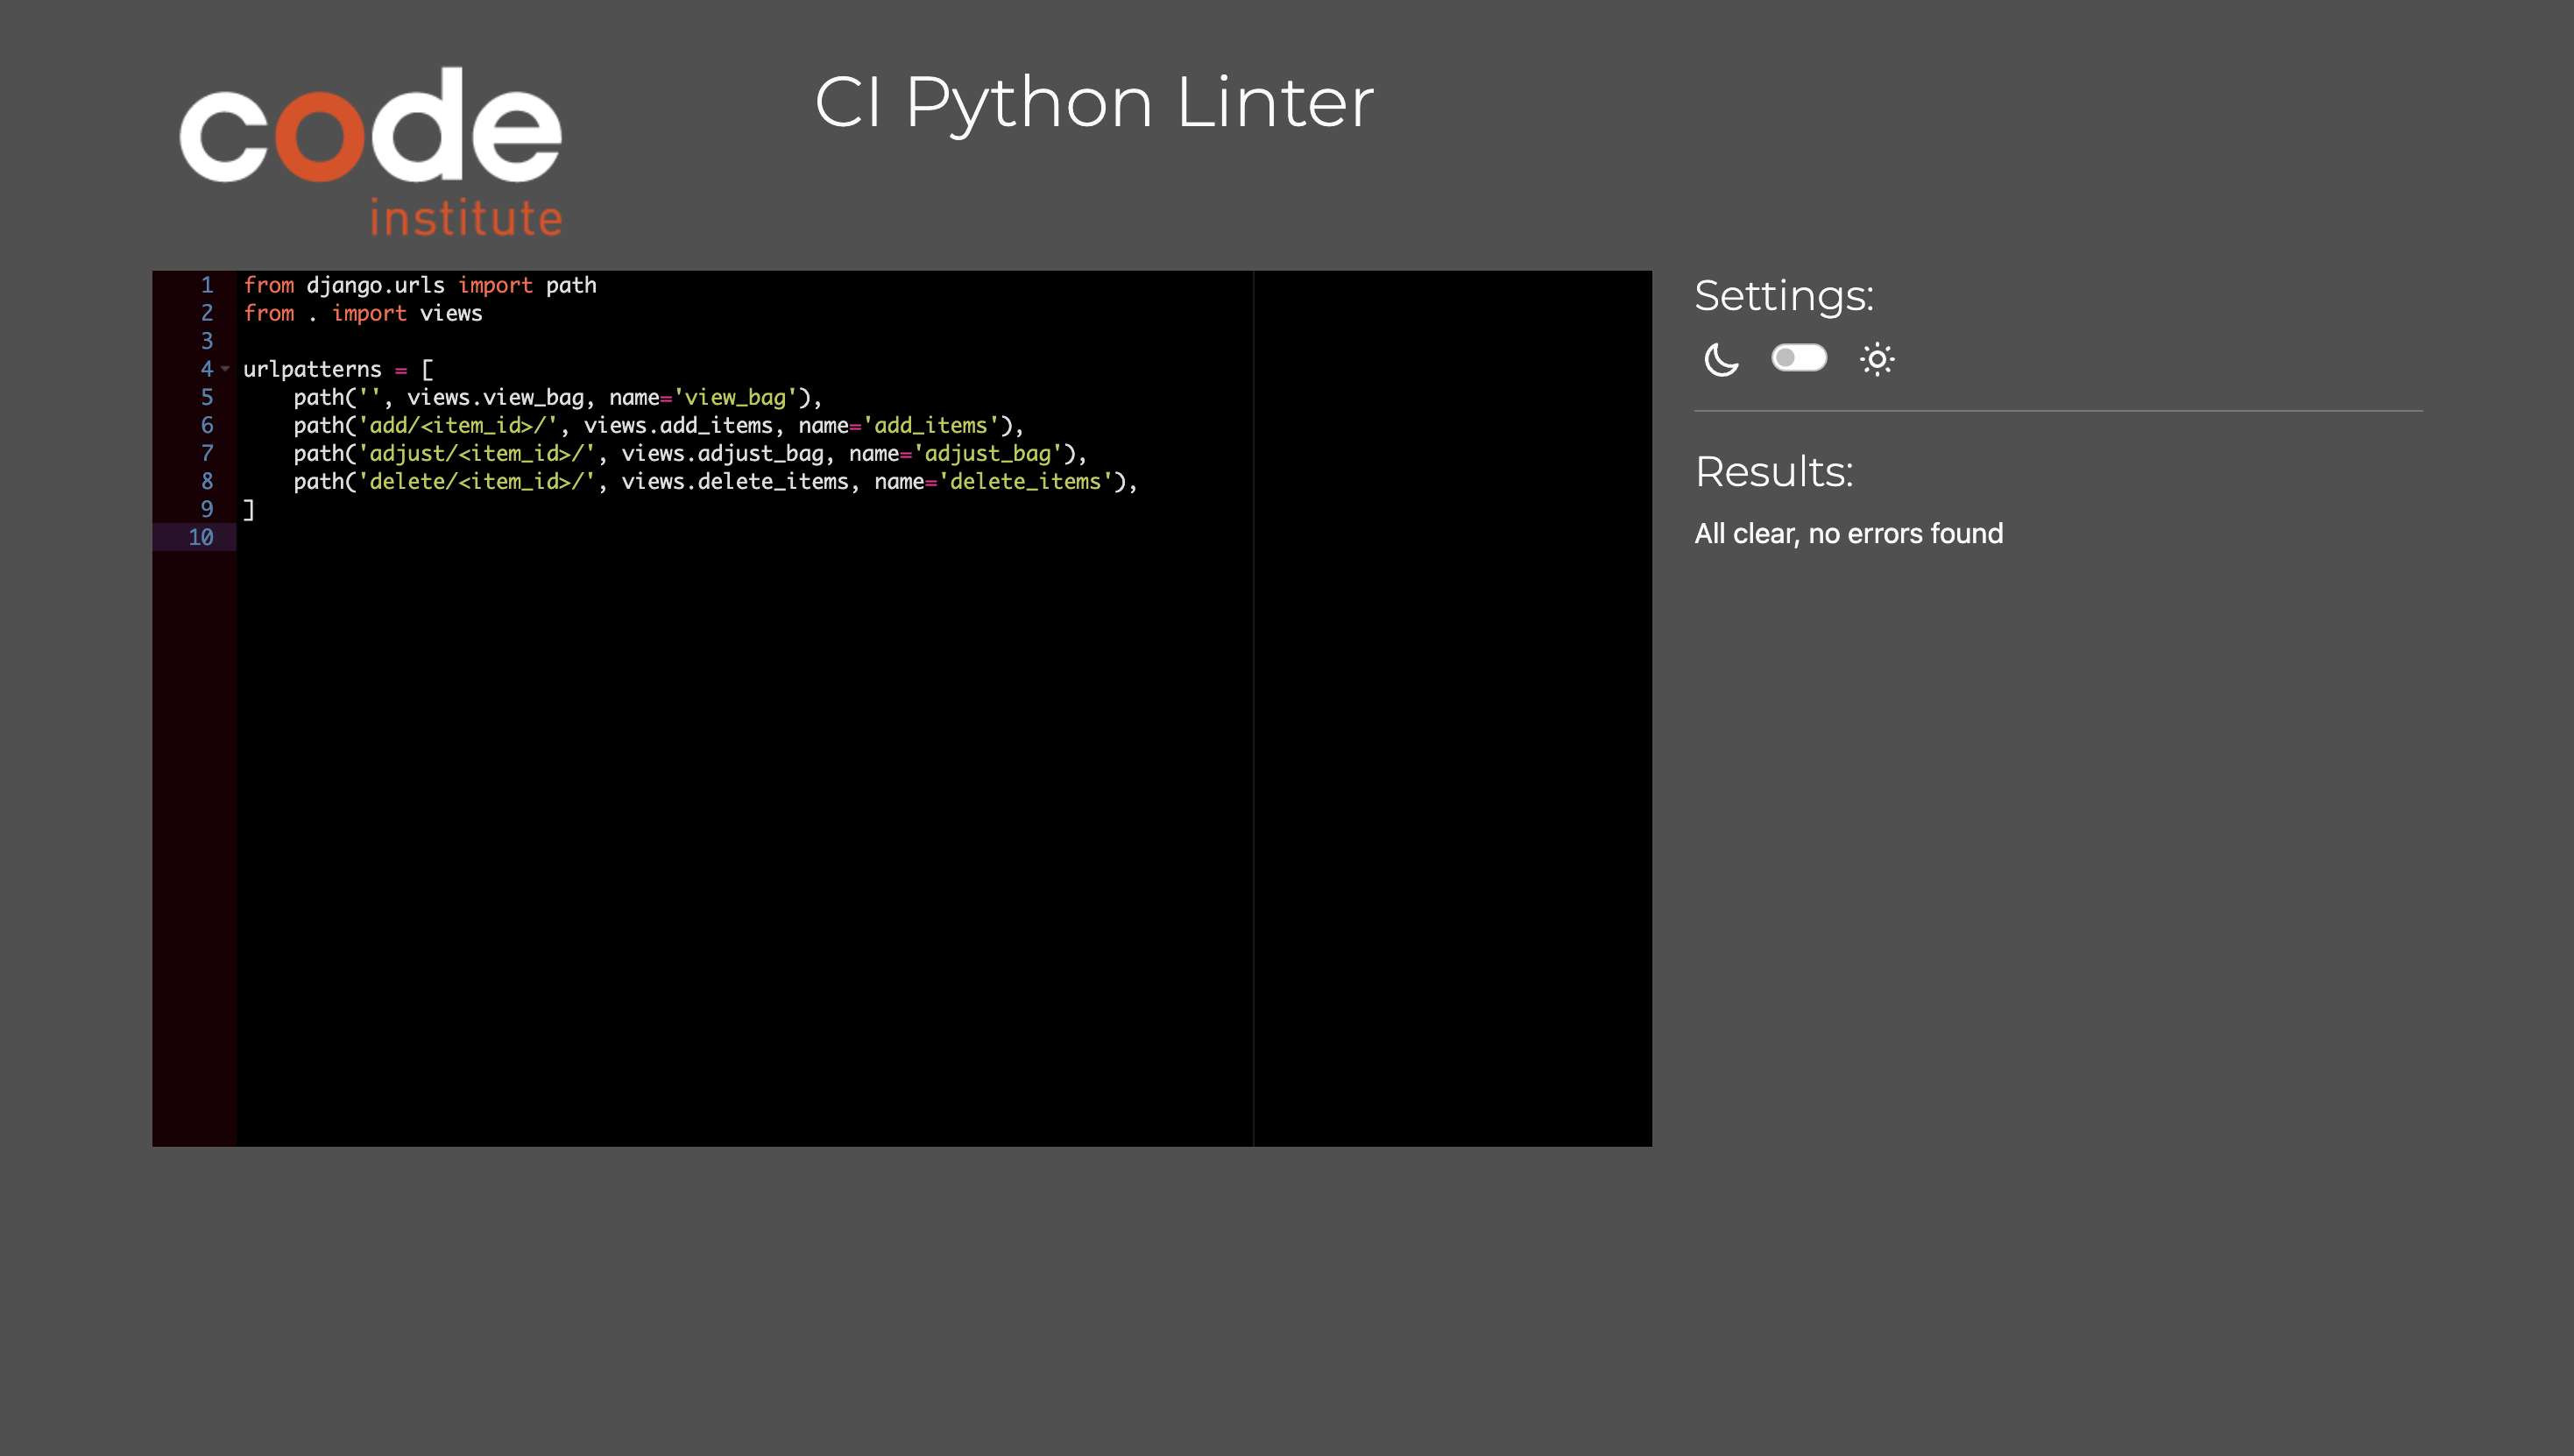 code
institute
CI Python Linter
1 from django.urls import path
2 from . import views
3
4 urlpatterns = [
5     path('', views.view_bag, name='view_bag'),
6     path('add/<item_id>/', views.add_items, name='add_items'),
7     path('adjust/<item_id>/', views.adjust_bag, name='adjust_bag'),
8     path('delete/<item_id>/', views.delete_items, name='delete_items'),
9 ]
10
Settings:
Results:
All clear, no errors found